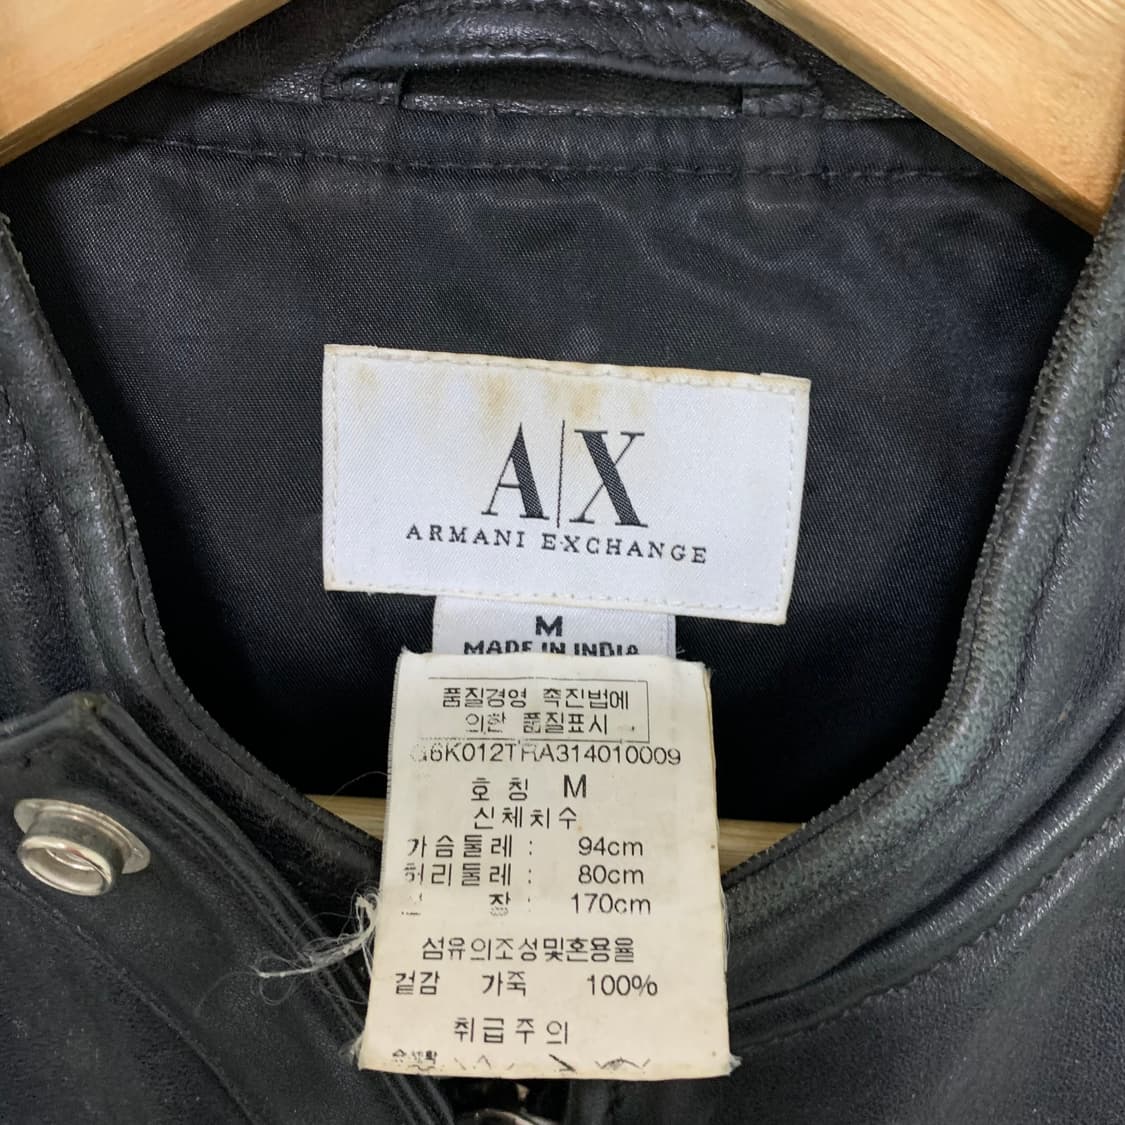 A|X
ARMANI EXCHANGE
M
MADE IN INDIA
품질경영 촉진법에
의한 품질표시
G6K012TRA314010009
호칭 M
신체치수
가슴둘레 : 94cm
허리둘레 : 80cm
장 : 170cm
섬유의조성및혼용율
겉감 가죽 100%
취급주의